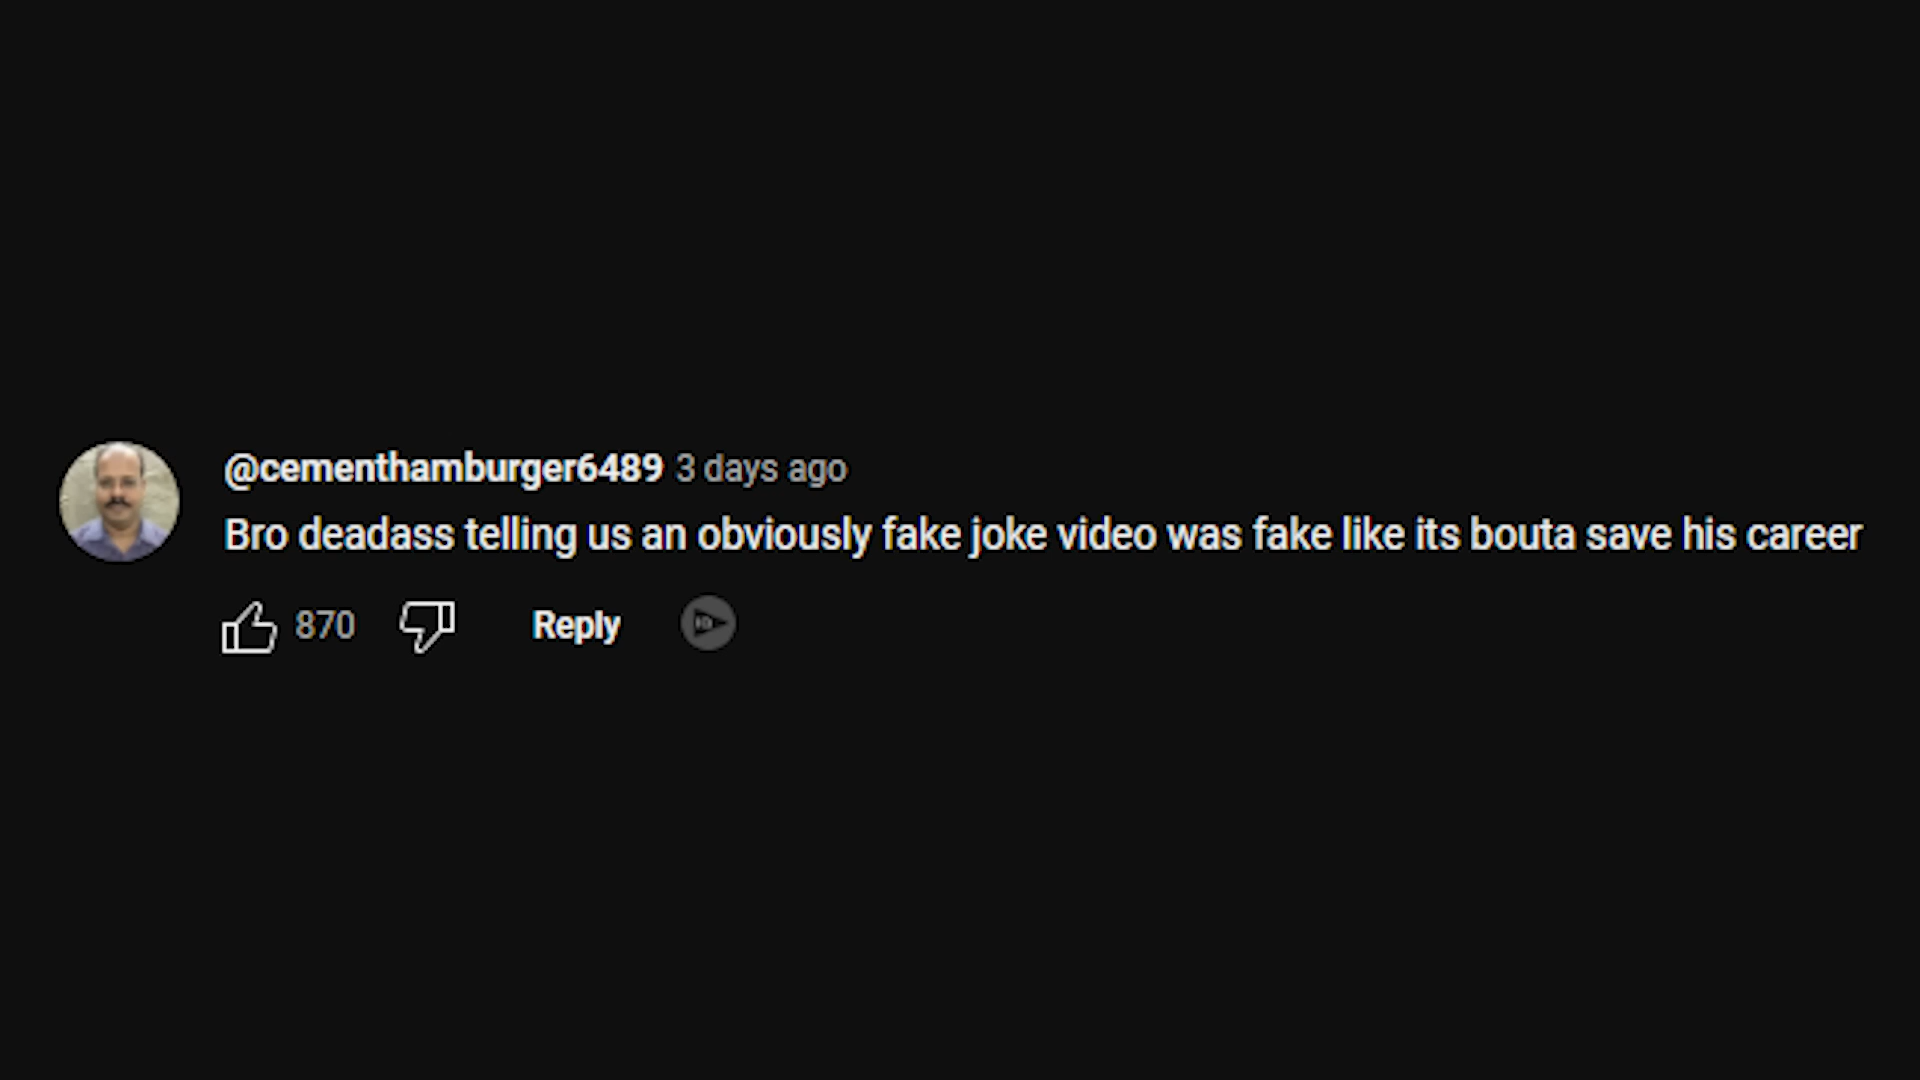 @cementhamburger6489 3 days ago
Bro deadass telling us an obviously fake joke video was fake like its bouta save his career
870 Reply